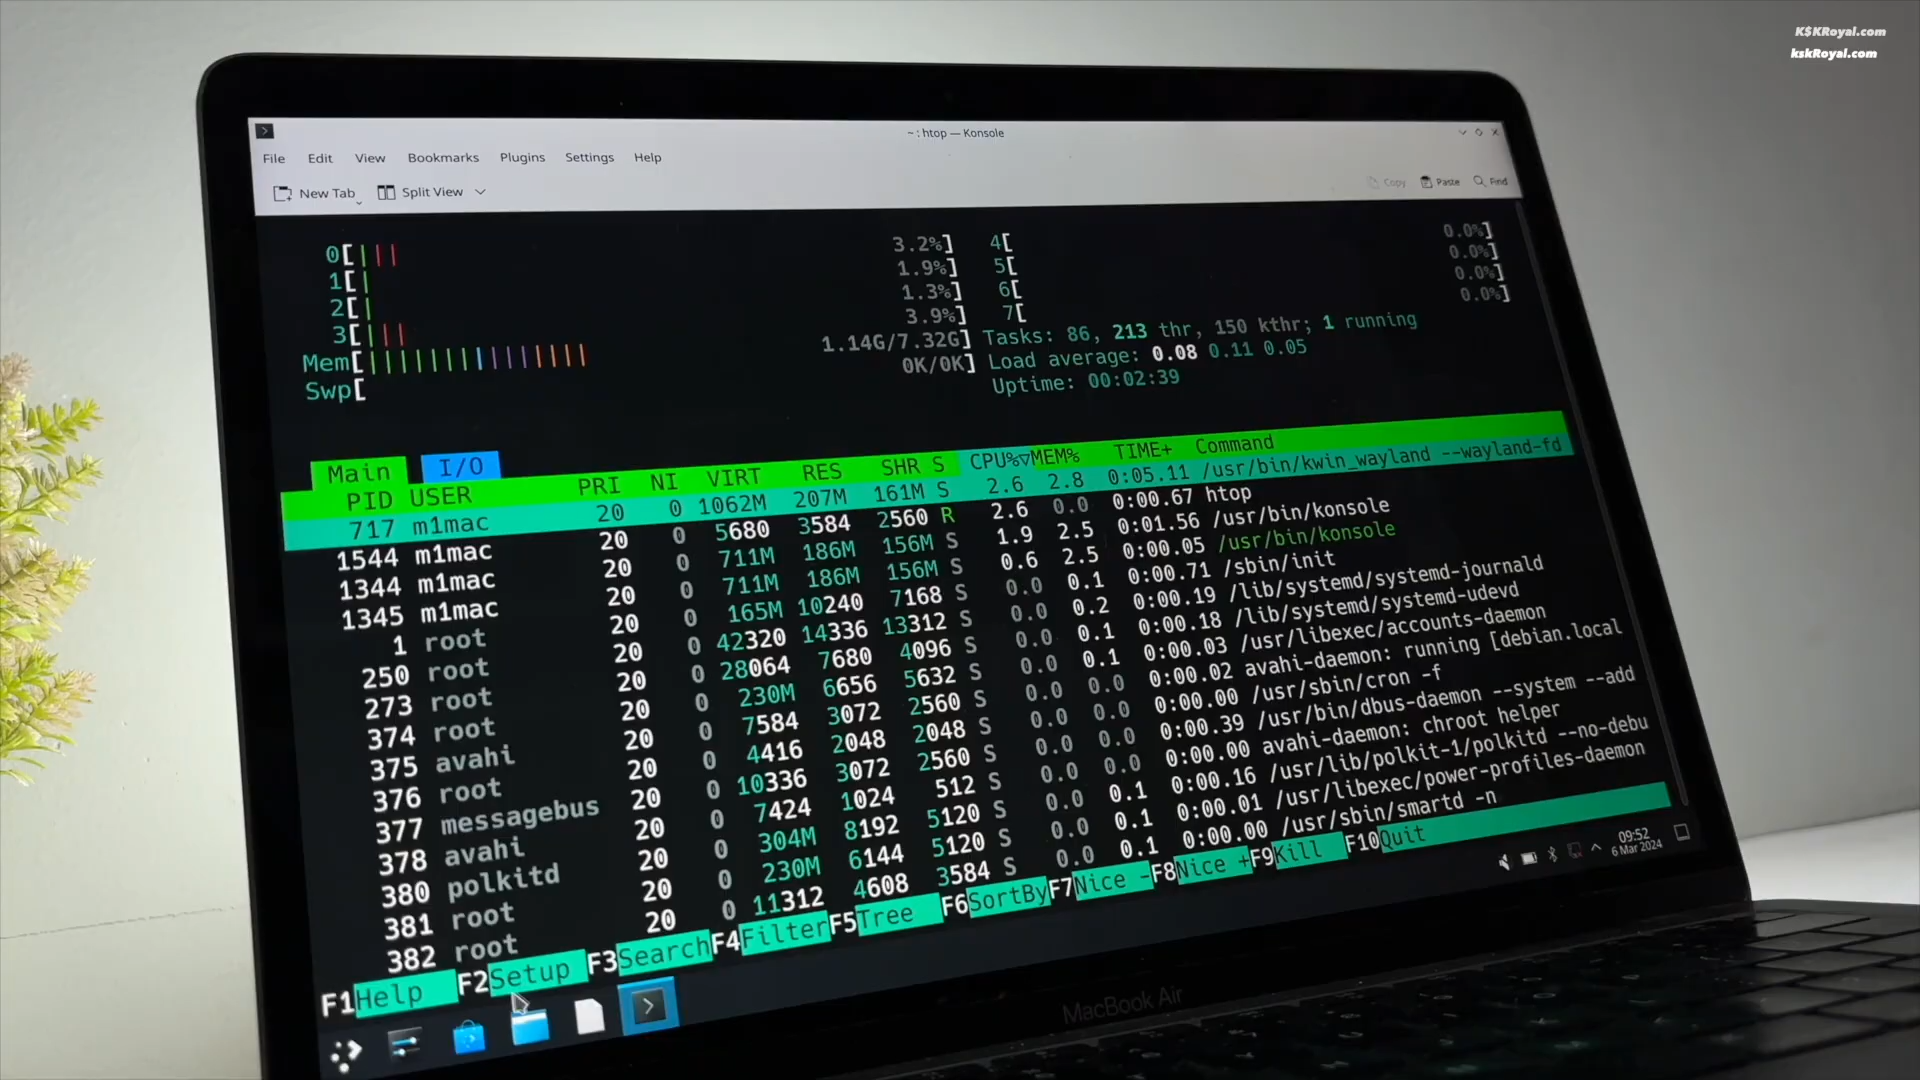 K$KRoyal.com
kskRoyal.com
~ : htop — Konsole
File Edit View Bookmarks Plugins Settings Help
New Tab Split View Copy Paste Find
0[||| 3.2%] 4[ 0.0%]
1[| 1.9%] 5[ 0.0%]
2[| 1.3%] 6[ 0.0%]
3[||| 3.9%] 7[ 0.0%]
Mem[||||||||||||||| 1.14G/7.32G] Tasks: 86, 213 thr, 150 kthr; 1 running
Swp[ 0K/0K] Load average: 0.08 0.11 0.05
Uptime: 00:02:39
Main I/O
PID USER PRI NI VIRT RES SHR S CPU%▽MEM% TIME+ Command
717 m1mac 20 0 1062M 207M 161M S 2.6 2.8 0:05.11 /usr/bin/kwin_wayland --wayland-fd
1544 m1mac 20 0 5680 3584 2560 R 2.6 0.0 0:00.67 htop
1344 m1mac 20 0 711M 186M 156M S 1.9 2.5 0:01.56 /usr/bin/konsole
1345 m1mac 20 0 711M 186M 156M S 0.6 2.5 0:00.05 /usr/bin/konsole
1 root 20 0 165M 10240 7168 S 0.0 0.1 0:00.71 /sbin/init
250 root 20 0 42320 14336 13312 S 0.0 0.2 0:00.19 /lib/systemd/systemd-journald
273 root 20 0 28064 7680 4096 S 0.0 0.1 0:00.18 /lib/systemd/systemd-udevd
374 root 20 0 230M 6656 5632 S 0.0 0.1 0:00.03 /usr/libexec/accounts-daemon
375 avahi 20 0 7584 3072 2560 S 0.0 0.0 0:00.02 avahi-daemon: running [debian.local
376 root 20 0 4416 2048 2048 S 0.0 0.0 0:00.00 /usr/sbin/cron -f
377 messagebus 20 0 10336 3072 2560 S 0.0 0.0 0:00.39 /usr/bin/dbus-daemon --system --add
378 avahi 20 0 7424 1024 512 S 0.0 0.0 0:00.00 avahi-daemon: chroot helper
380 polkitd 20 0 304M 8192 5120 S 0.0 0.1 0:00.16 /usr/lib/polkit-1/polkitd --no-debu
381 root 20 0 230M 6144 5120 S 0.0 0.1 0:00.01 /usr/libexec/power-profiles-daemon
382 root 20 0 11312 4608 3584 S 0.0 0.1 0:00.00 /usr/sbin/smartd -n
F1Help F2Setup F3Search F4Filter F5Tree F6SortBy F7Nice - F8Nice + F9Kill F10Quit
09:52
6 Mar 2024
MacBook Air